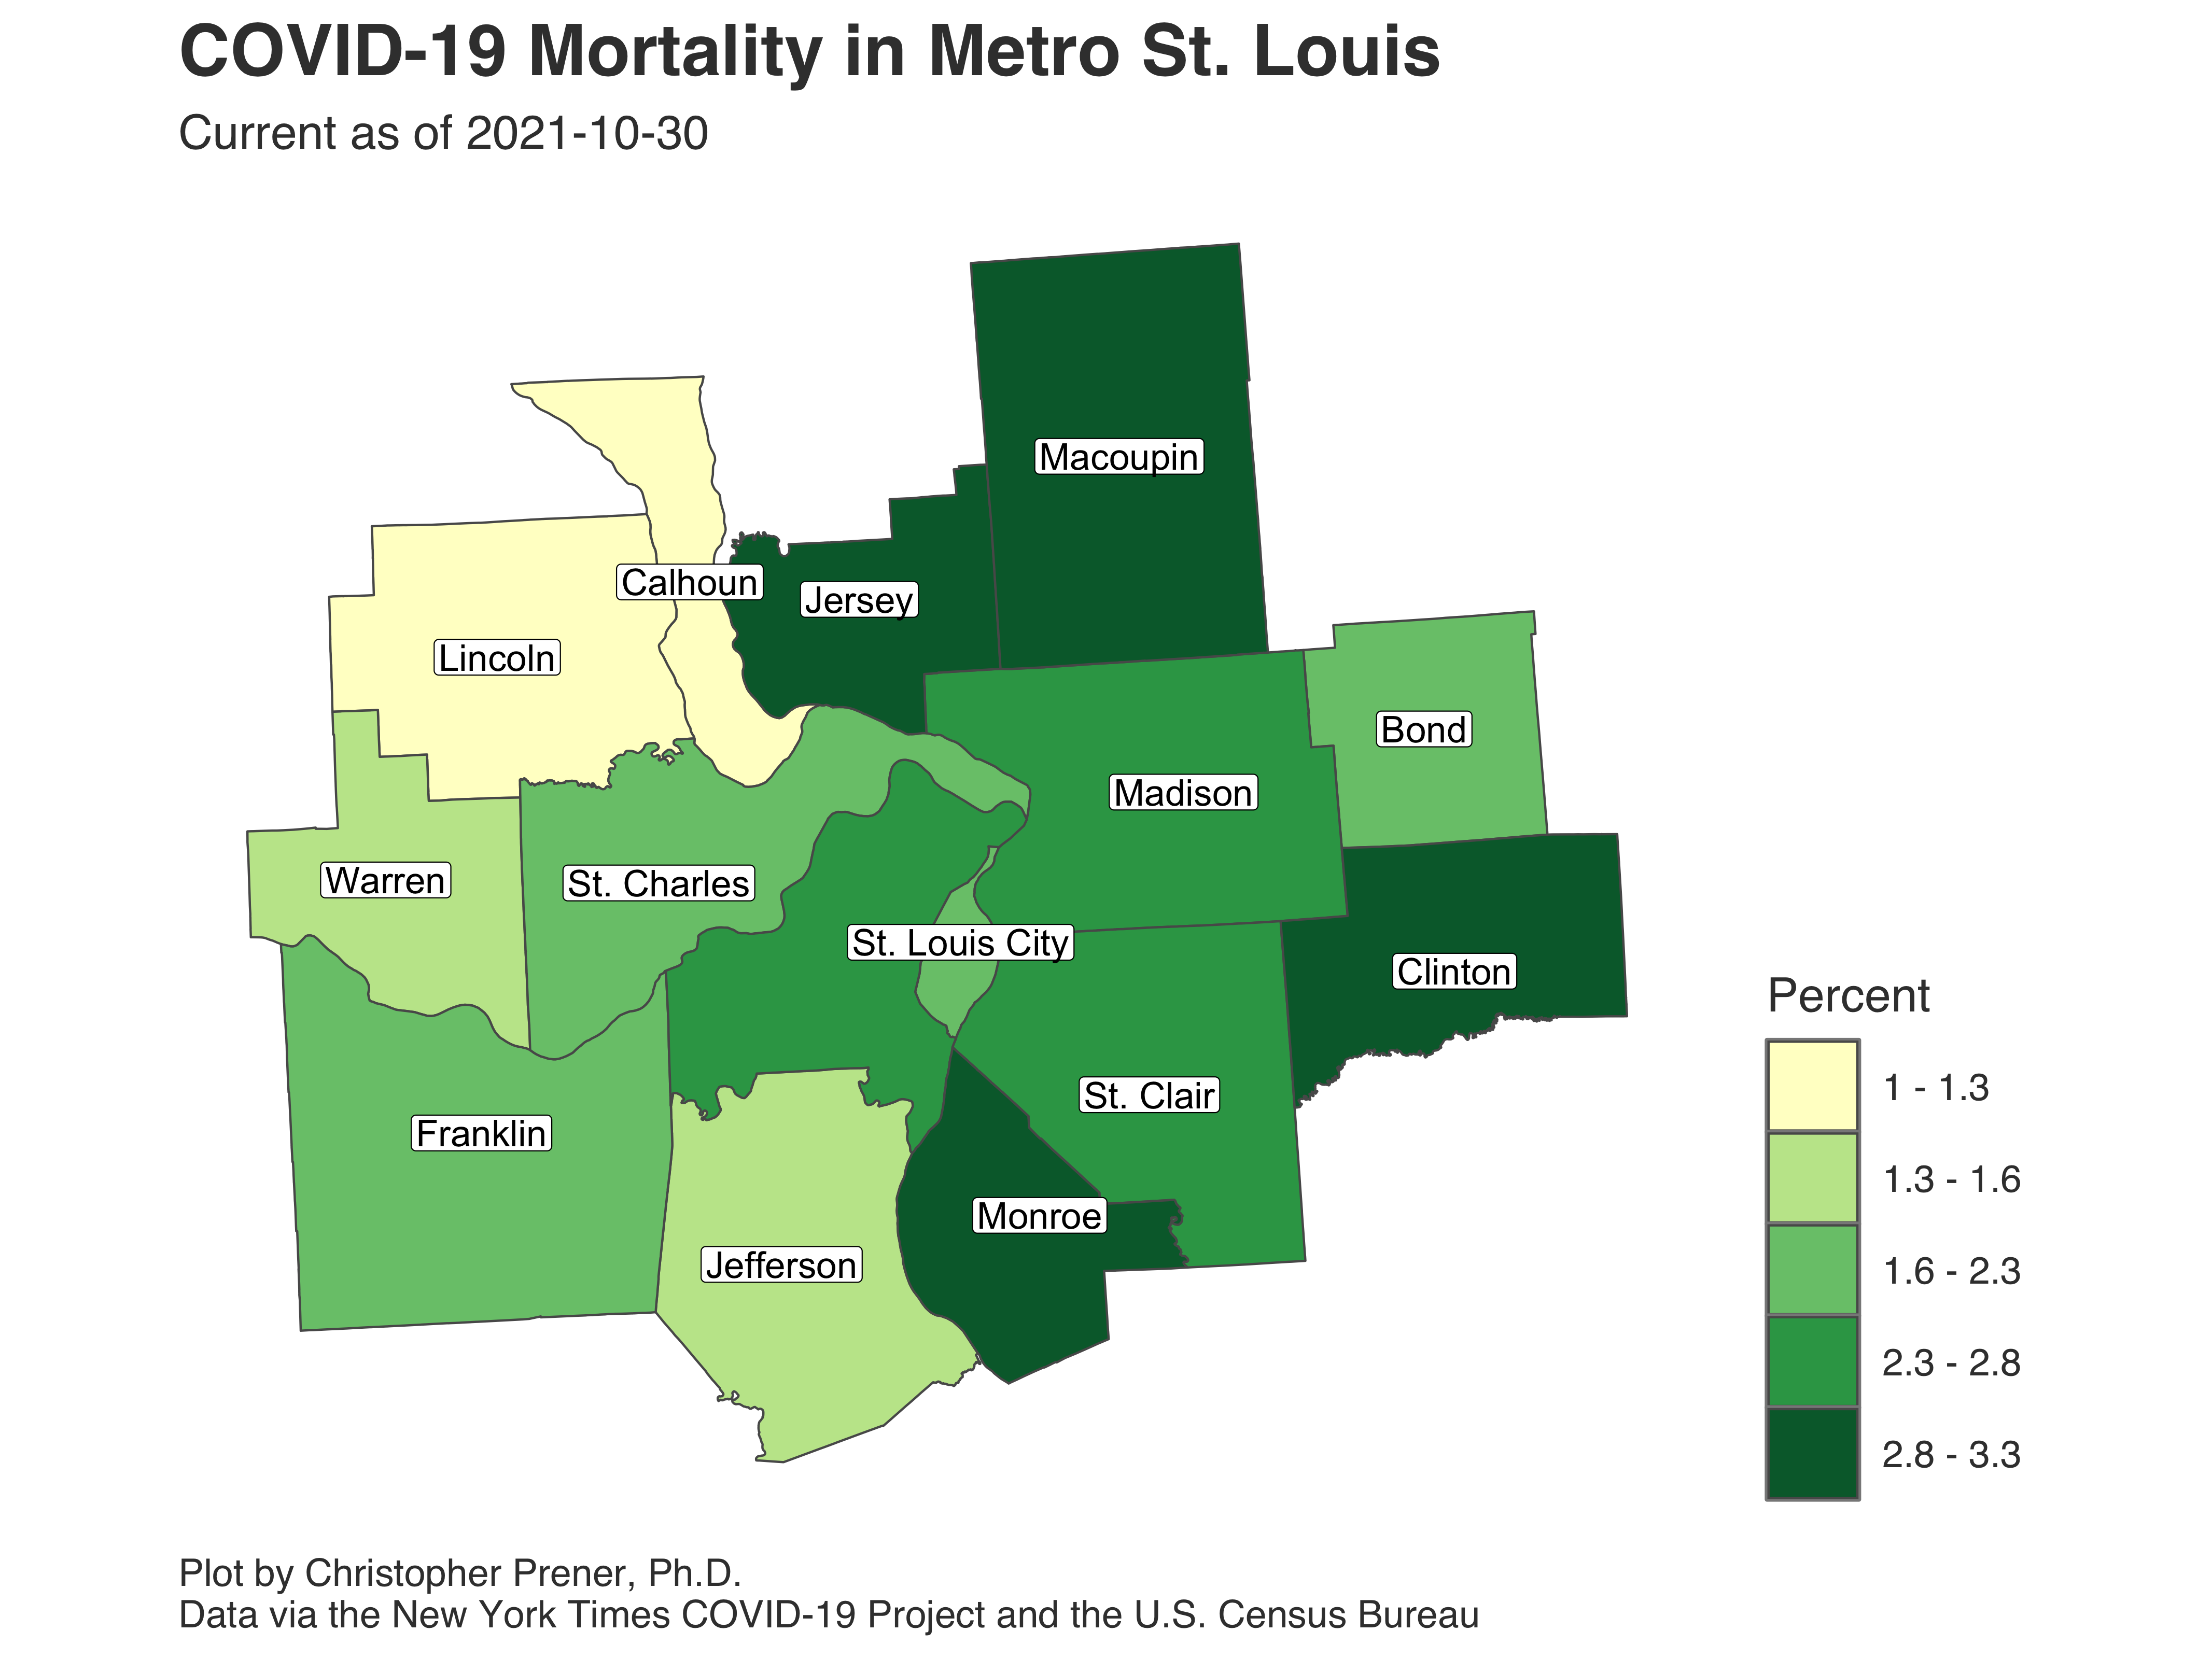 COVID-19 Mortality in Metro St. Louis
Current as of 2021-10-30
Macoupin
Calhoun
Jersey
Lincoln
Bond
Madison
Warren
St. Charles
St. Louis City
Clinton
St. Clair
Franklin
Monroe
Jefferson
Percent
1 - 1.3
1.3 - 1.6
1.6 - 2.3
2.3 - 2.8
2.8 - 3.3
Plot by Christopher Prener, Ph.D.
Data via the New York Times COVID-19 Project and the U.S. Census Bureau